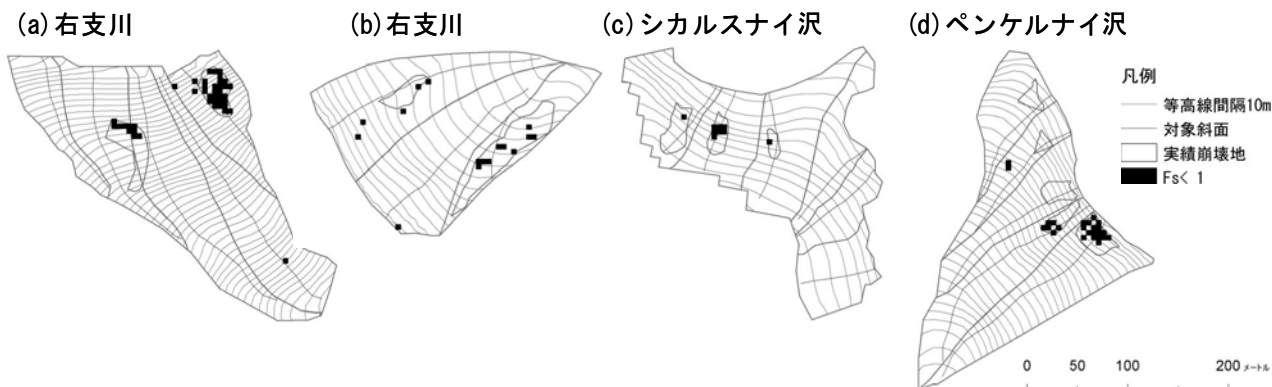 (a)右支川
(b)右支川
(c)シカルスナイ沢
(d)ペンケルナイ沢
凡例
等高線間隔10m
対象斜面
実績崩壊地
Fs< 1
0 50 100 200 メートル